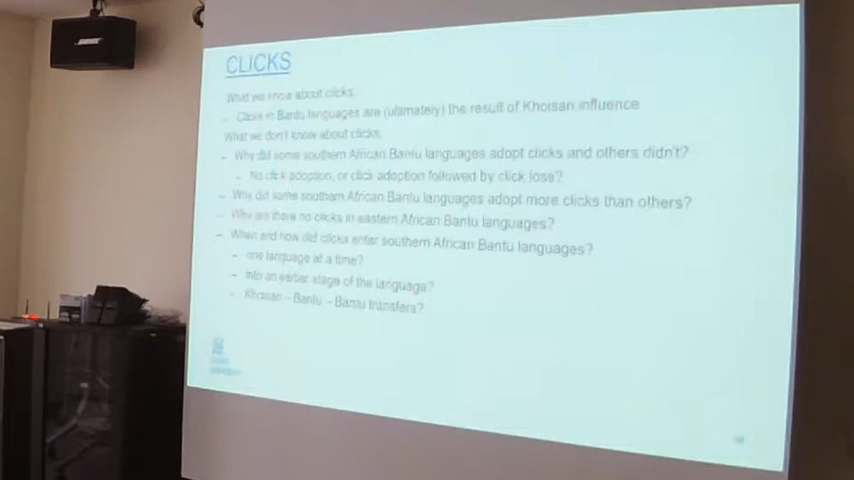 CLICKS
What we know about clicks:
– Clicks in Bantu languages are (ulamately) the result of Khoisan influence
What we don't know about clicks:
– Why did some southern African Bantu languages adopt clicks and others didn't?
– No click adoption, or click adoption followed by click loss?
– Why did some southarn African Bantu languages adopt more clicks than others?
– Why are there no clicks in eastern African Bantu languages?
– When and how did clicks enter southern African Bantu languages?
– one language at a time?
– Into an earlier stage of the language?
– Khoisan – Bantu – Bantu transfers?